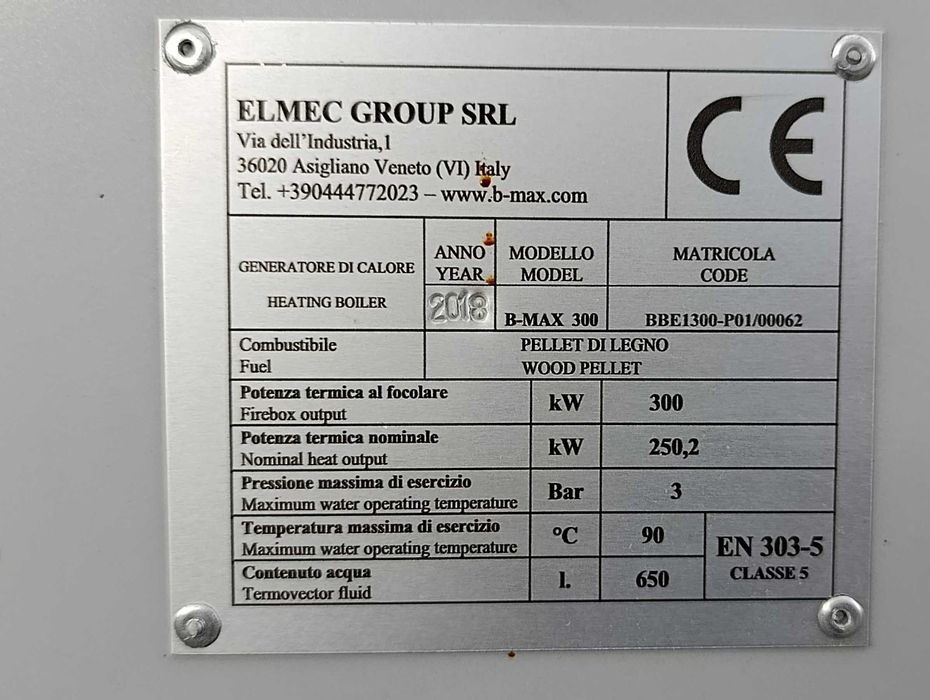 ELMEC GROUP SRL
Via dell'Industria,1
36020 Asigliano Veneto (VI) Italy
Tel. +390444772023 – www.b-max.com
CE
GENERATORE DI CALORE
HEATING BOILER
ANNO
YEAR
2018
MODELLO
MODEL
B-MAX 300
MATRICOLA
CODE
BBE1300-P01/00062
Combustibile
Fuel
PELLET DI LEGNO
WOOD PELLET
Potenza termica al focolare
Firebox output
kW
300
Potenza termica nominale
Nominal heat output
kW
250,2
Pressione massima di esercizio
Maximum water operating temperature
Bar
3
Temperatura massima di esercizio
Maximum water operating temperature
°C
90
Contenuto acqua
Termovector fluid
l.
650
EN 303-5
CLASSE 5